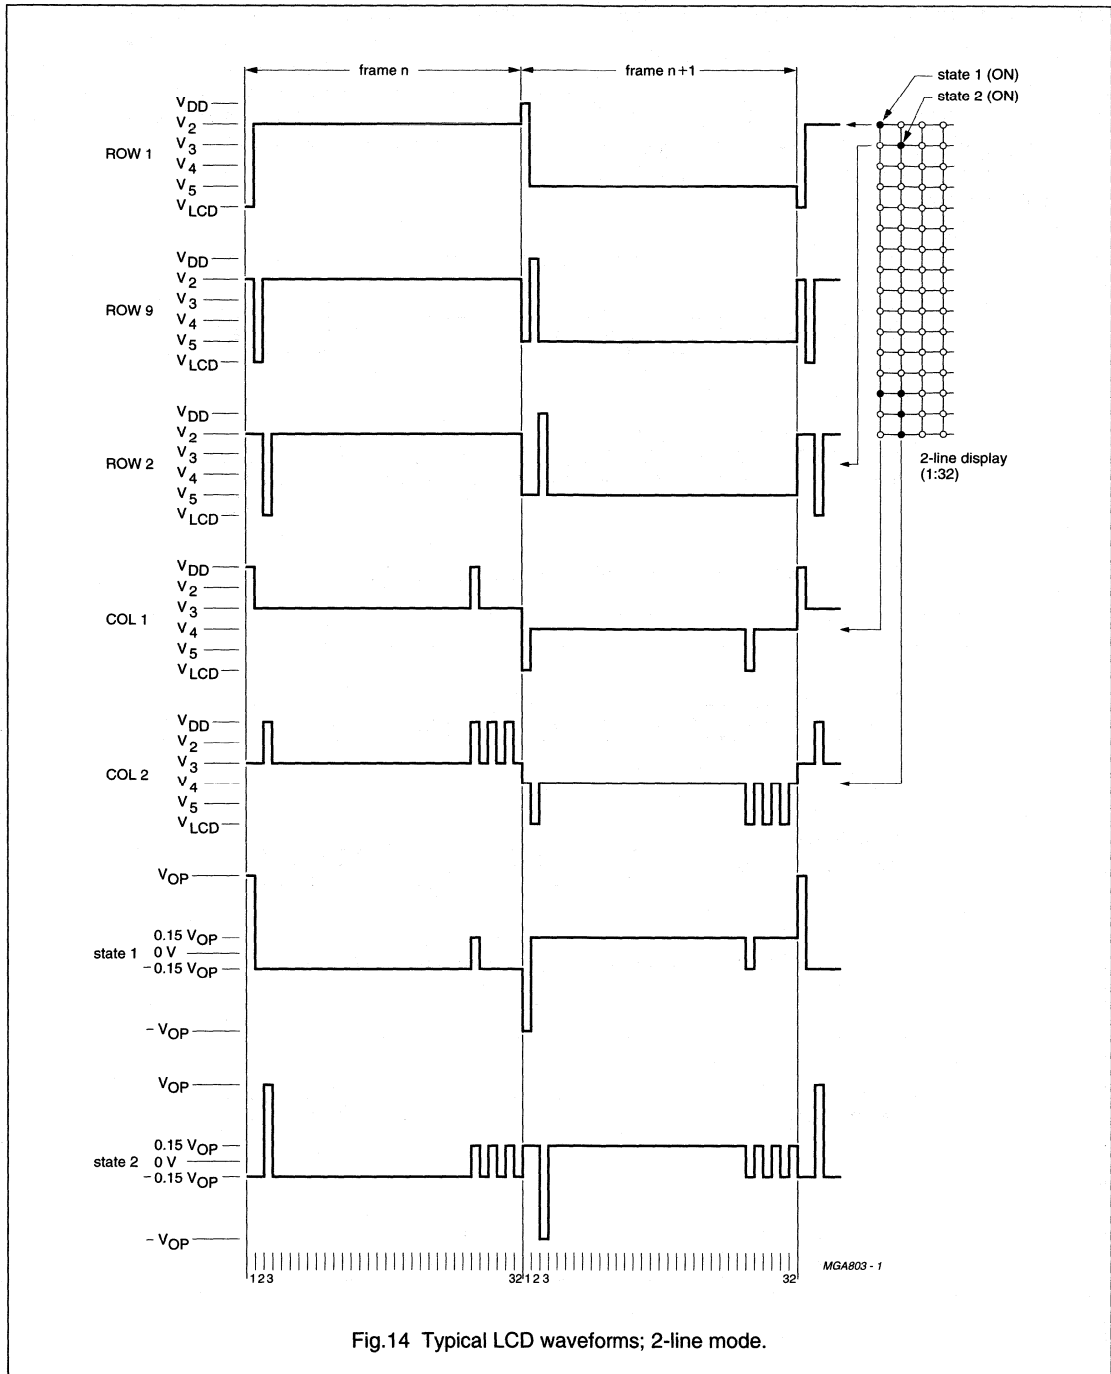 frame n
frame n+1
state 1 (ON)
state 2 (ON)
ROW 1
VDD
V2
V3
V4
V5
VLCD
ROW 9
VDD
V2
V3
V4
V5
VLCD
ROW 2
VDD
V2
V3
V4
V5
VLCD
2-line display
(1:32)
COL 1
VDD
V2
V3
V4
V5
VLCD
COL 2
VDD
V2
V3
V4
V5
VLCD
state 1
VOP
0.15 VOP
0 V
- 0.15 VOP
- VOP
state 2
VOP
0.15 VOP
0 V
- 0.15 VOP
- VOP
1 2 3 32 1 2 3 32
MGA803 - 1
Fig.14 Typical LCD waveforms; 2-line mode.